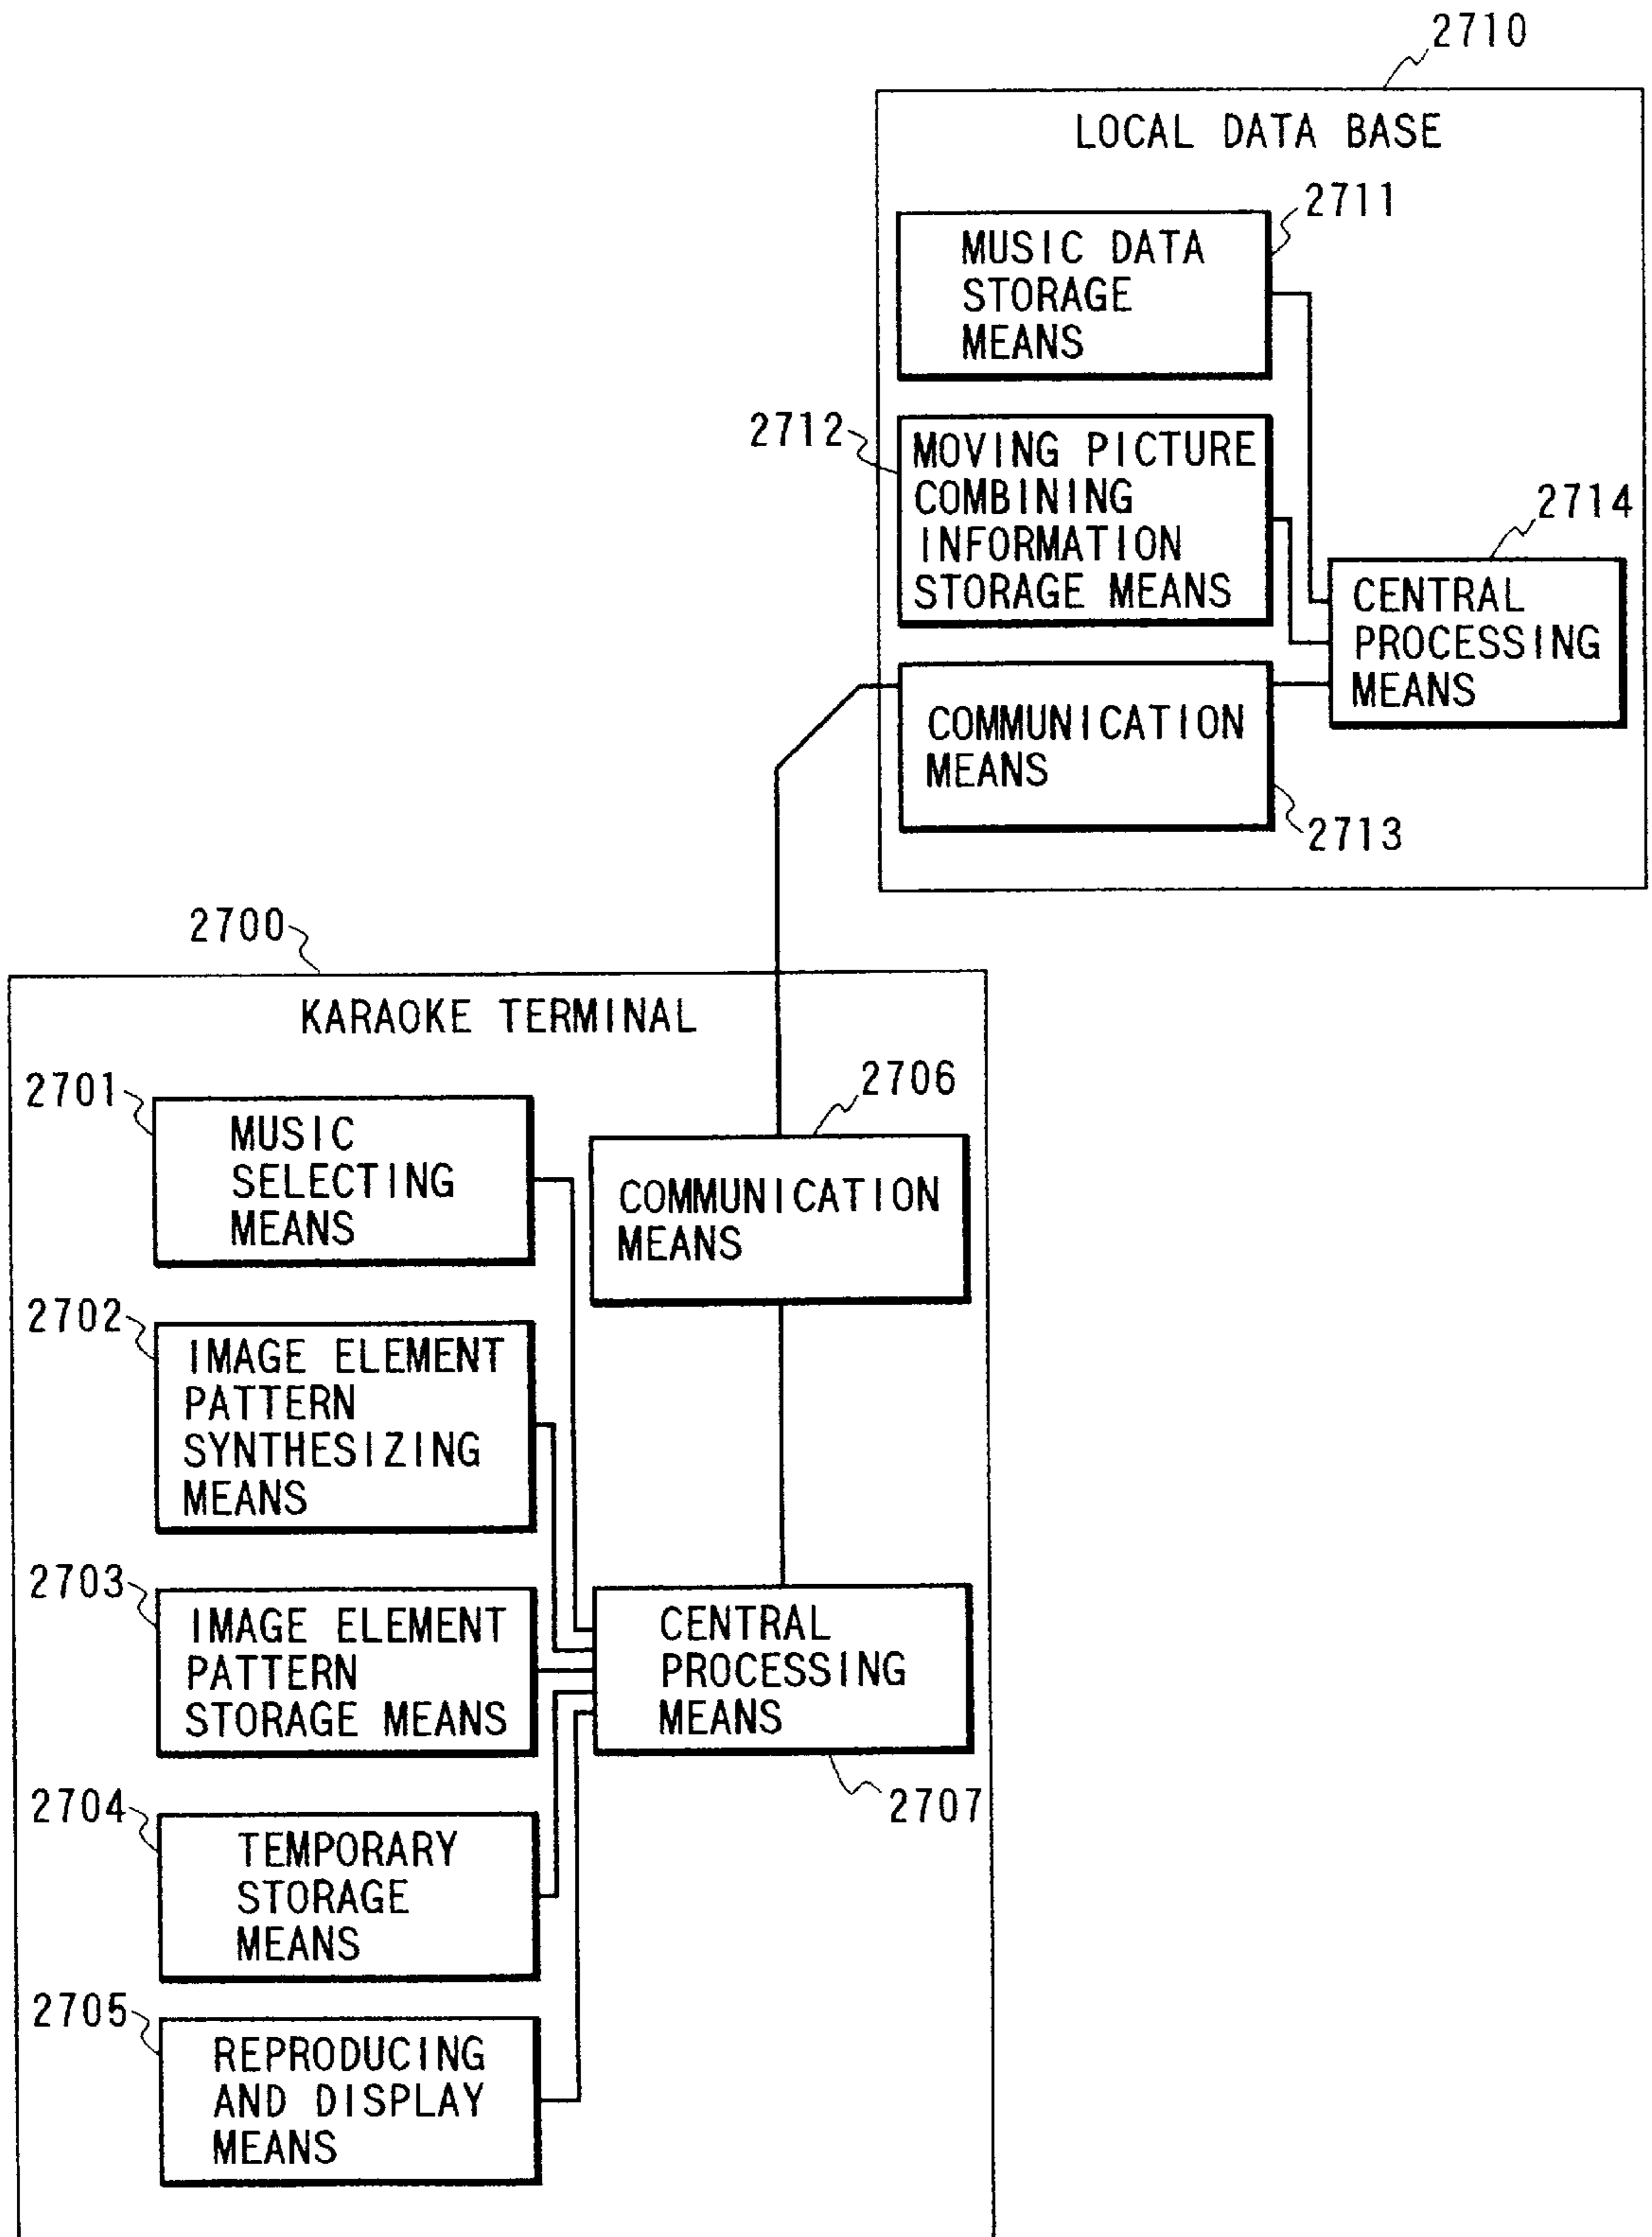 2710
LOCAL DATA BASE
2711
MUSIC DATA
STORAGE
MEANS
2712
MOVING PICTURE
COMBINING
INFORMATION
STORAGE MEANS
2714
CENTRAL
PROCESSING
MEANS
COMMUNICATION
MEANS
2713
2700
KARAOKE TERMINAL
2701
MUSIC
SELECTING
MEANS
2706
COMMUNICATION
MEANS
2702
IMAGE ELEMENT
PATTERN
SYNTHESIZING
MEANS
2703
IMAGE ELEMENT
PATTERN
STORAGE MEANS
CENTRAL
PROCESSING
MEANS
2707
2704
TEMPORARY
STORAGE
MEANS
2705
REPRODUCING
AND DISPLAY
MEANS